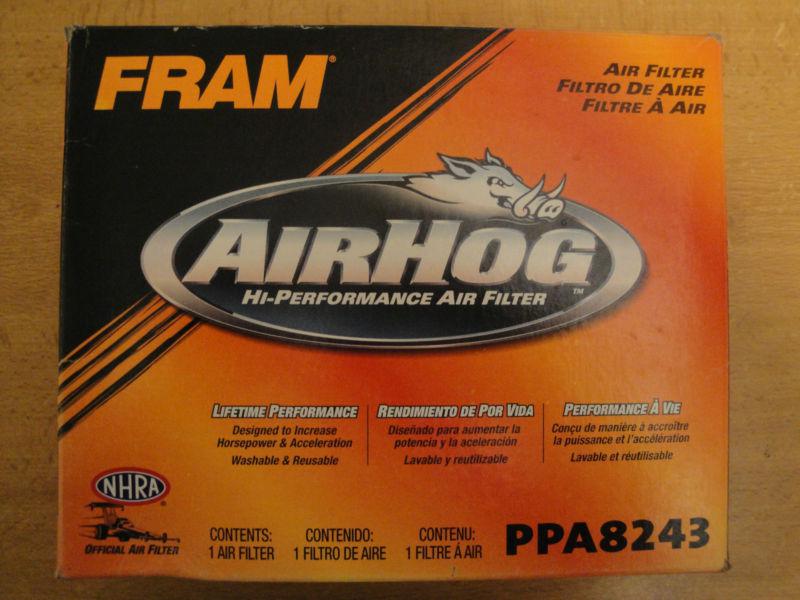 FRAM®
AIR FILTER
FILTRO DE AIRE
FILTRE À AIR
AIRHOG™
HI-PERFORMANCE AIR FILTER
LIFETIME PERFORMANCE
Designed to Increase
Horsepower & Acceleration
Washable & Reusable
RENDIMIENTO DE POR VIDA
Diseñado para aumentar la
potencia y la aceleración
Lavable y reutilizable
PERFORMANCE À VIE
Conçu de manière à accroître
la puissance et l'accélération
Lavable et réutilisable
NHRA
OFFICIAL AIR FILTER
CONTENTS:
1 AIR FILTER
CONTENIDO:
1 FILTRO DE AIRE
CONTENU:
1 FILTRE À AIR
PPA8243